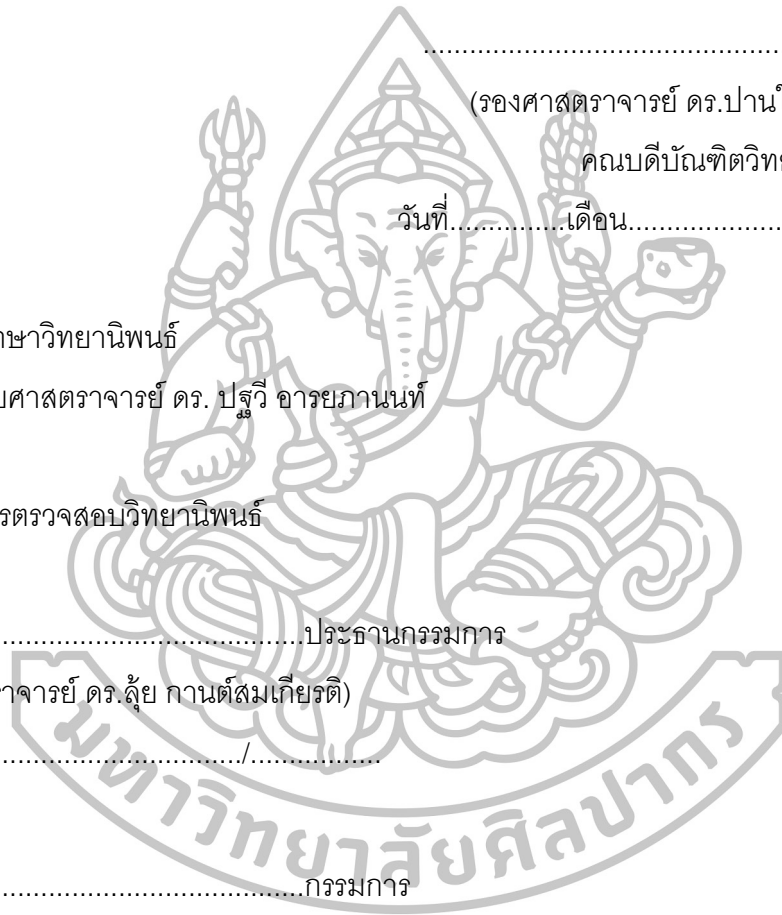 ............................................
(รองศาสตราจารย์ ดร.ปานใ
คณบดีบัณฑิตวิทย
วันที่...............เดือน....................
าษาวิทยานิพนธ์
ยศาสตราจารย์ ดร. ปฐวี อารยภานนท์
รตรวจสอบวิทยานิพนธ์
........................................ประธานกรรมการ
ราจารย์ ดร.ลุ้ย กานต์สมเกียรติ)
................................/.................
........................................กรรมการ
มหาวิทยาลัยศิลปากร